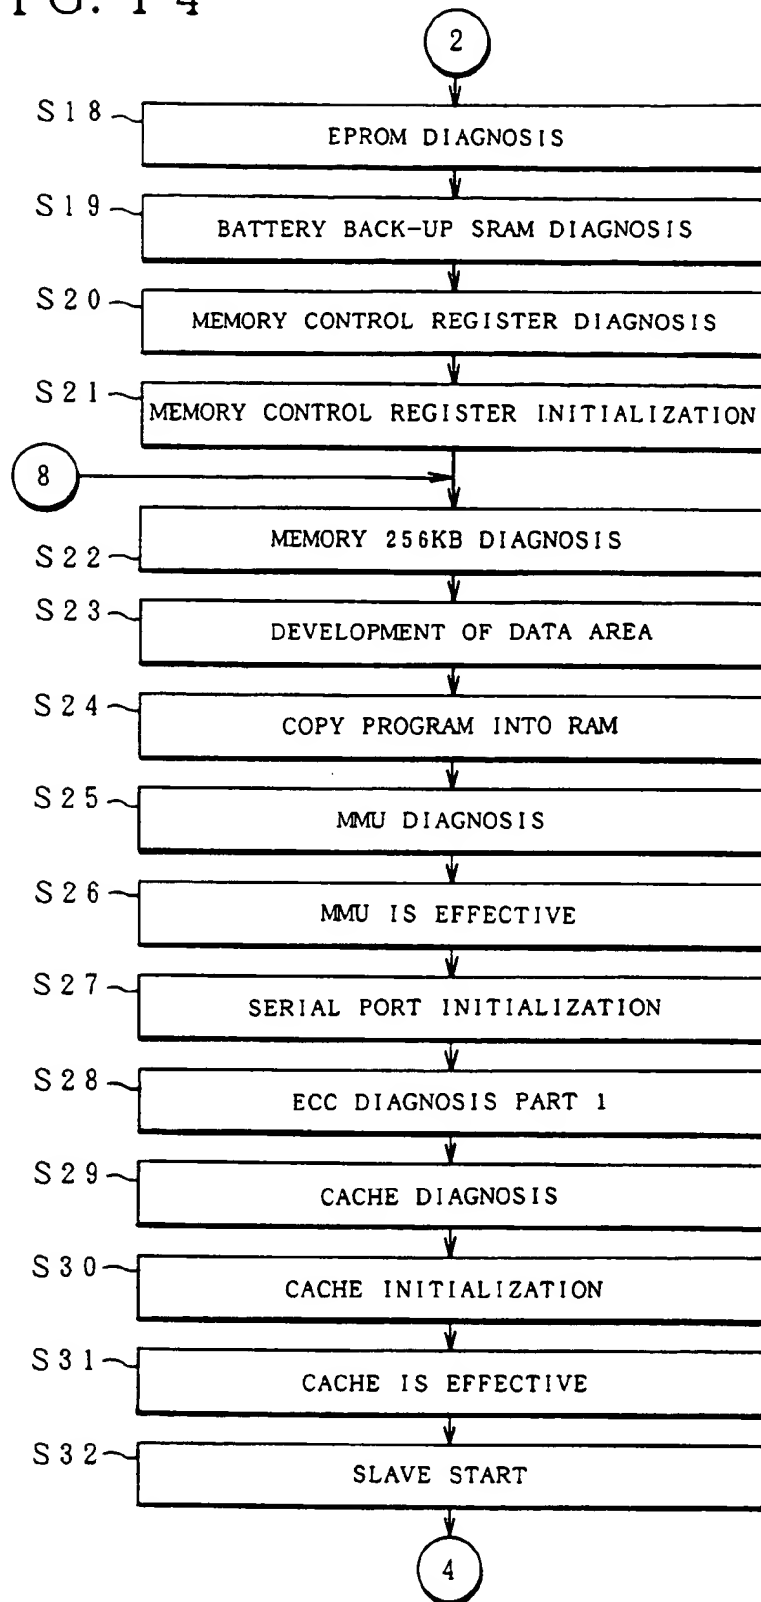 FG. 14
2
S18
EPROM DIAGNOSIS
S19
BATTERY BACK-UP SRAM DIAGNOSIS
S20
MEMORY CONTROL REGISTER DIAGNOSIS
S21
MEMORY CONTROL REGISTER INITIALIZATION
8
S22
MEMORY 256KB DIAGNOSIS
S23
DEVELOPMENT OF DATA AREA
S24
COPY PROGRAM INTO RAM
S25
MMU DIAGNOSIS
S26
MMU IS EFFECTIVE
S27
SERIAL PORT INITIALIZATION
S28
ECC DIAGNOSIS PART 1
S29
CACHE DIAGNOSIS
S30
CACHE INITIALIZATION
S31
CACHE IS EFFECTIVE
S32
SLAVE START
4